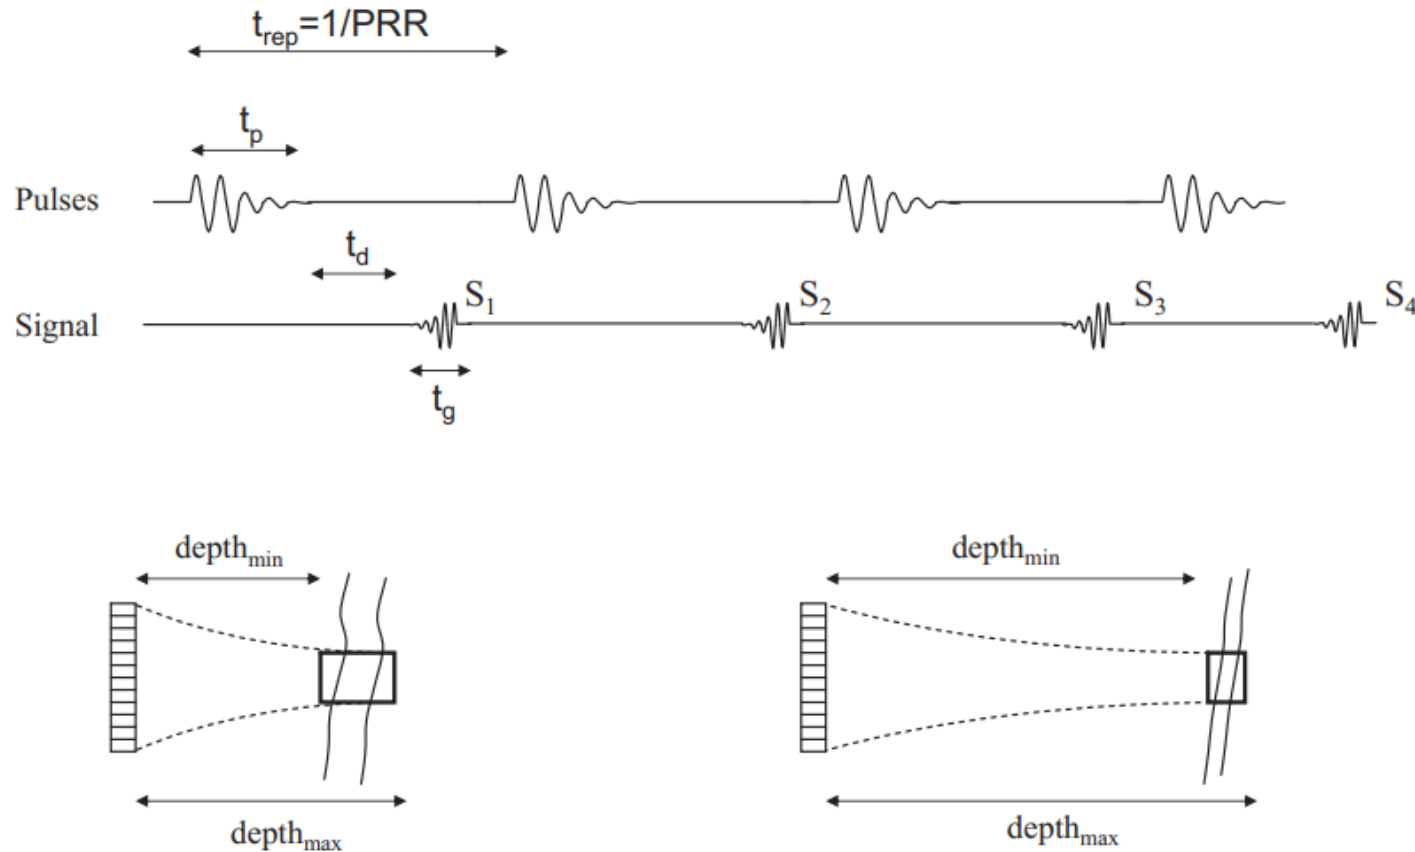 t_rep=1/PRR
t_p
Pulses
t_d
S_1 S_2 S_3 S_4
Signal
t_g
depth_min depth_min
depth_max depth_max